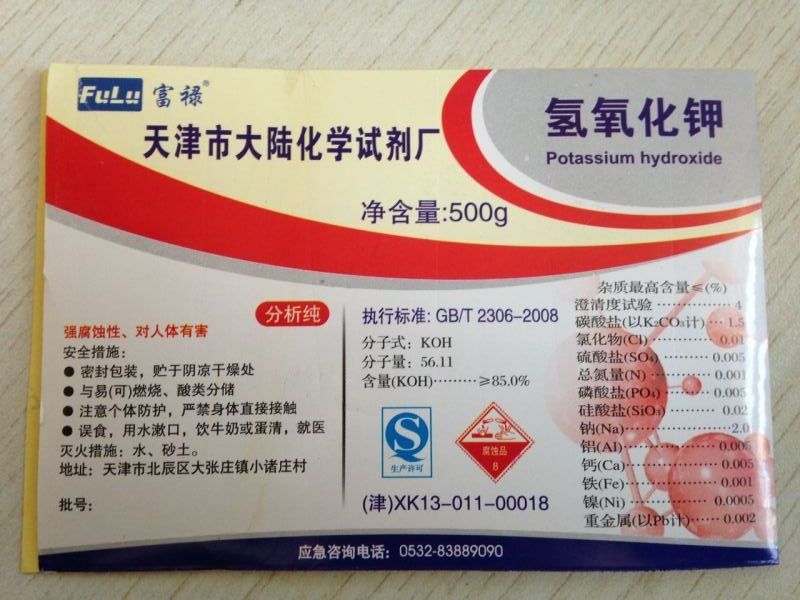 FuLu 富禄®
天津市大陆化学试剂厂
氢氧化钾
Potassium hydroxide
净含量:500g
分析纯
强腐蚀性、对人体有害
安全措施：
● 密封包装，贮于阴凉干燥处
● 与易(可)燃烧、酸类分储
● 注意个体防护，严禁身体直接接触
● 误食，用水漱口，饮牛奶或蛋清，就医
灭火措施：水、砂土。
地址：天津市北辰区大张庄镇小诸庄村
批号：
执行标准: GB/T 2306-2008
分子式：KOH
分子量：56.11
含量(KOH)·········≥85.0%
QS
生产许可
腐蚀品
8
(津)XK13-011-00018
杂质最高含量≤(%)
澄清度试验 ············· 4
碳酸盐(以K2CO3计)··· 1.5
氯化物(Cl)············· 0.01
硫酸盐(SO4)·········· 0.005
总氮量(N) ············· 0.001
磷酸盐(PO4)·········· 0.005
硅酸盐(SiO3)·········· 0.02
钠(Na)··················2.0
铝(Al)·················· 0.005
钙(Ca)·················· 0.005
铁(Fe)·················· 0.001
镍(Ni) ················ 0.0005
重金属(以Pb计)······ 0.002
应急咨询电话：0532-83889090